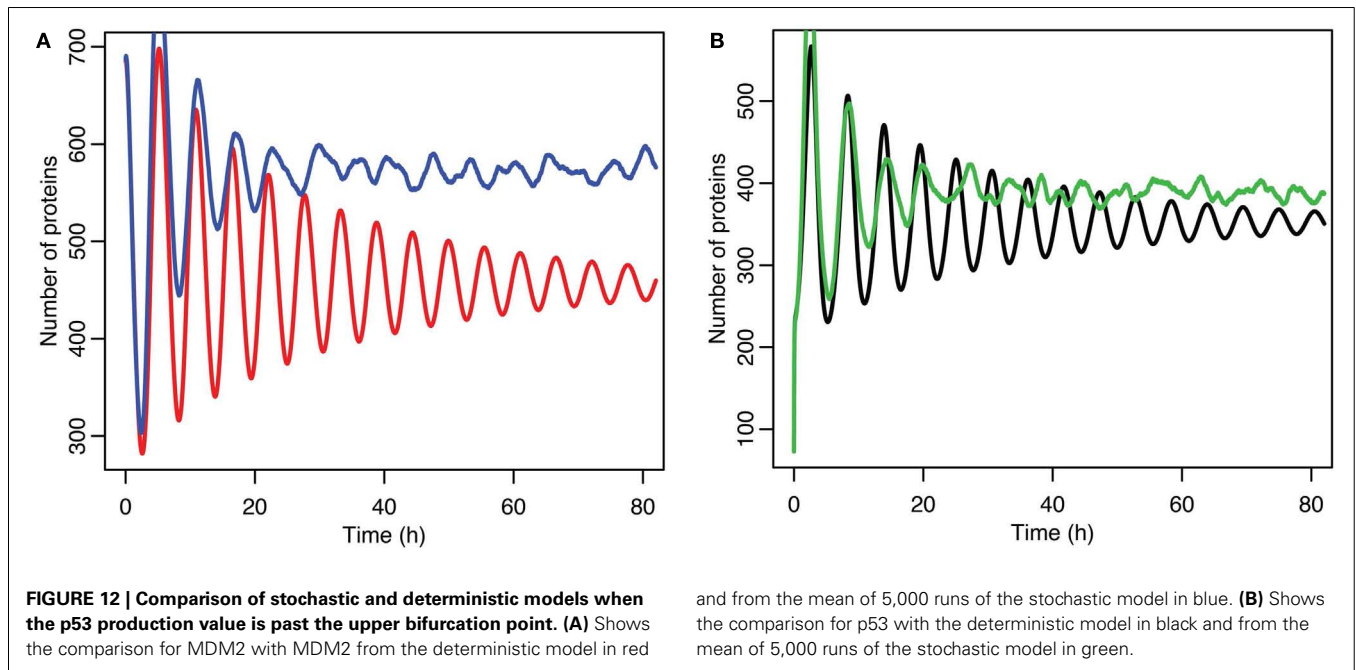 A
700
600
500
400
300
Number of proteins
0 20 40 60 80
Time (h)
B
500
400
300
200
100
Number of proteins
0 20 40 60 80
Time (h)
FIGURE 12 | Comparison of stochastic and deterministic models when
the p53 production value is past the upper bifurcation point. (A) Shows
the comparison for MDM2 with MDM2 from the deterministic model in red
and from the mean of 5,000 runs of the stochastic model in blue. (B) Shows
the comparison for p53 with the deterministic model in black and from the
mean of 5,000 runs of the stochastic model in green.